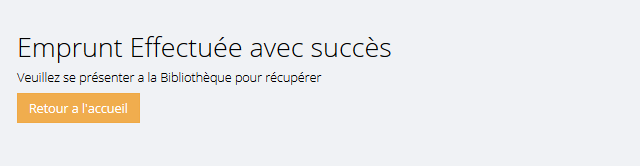 Emprunt Effectuée avec succès
Veuillez se présenter a la Bibliothèque pour récupérer
Retour a l'accueil